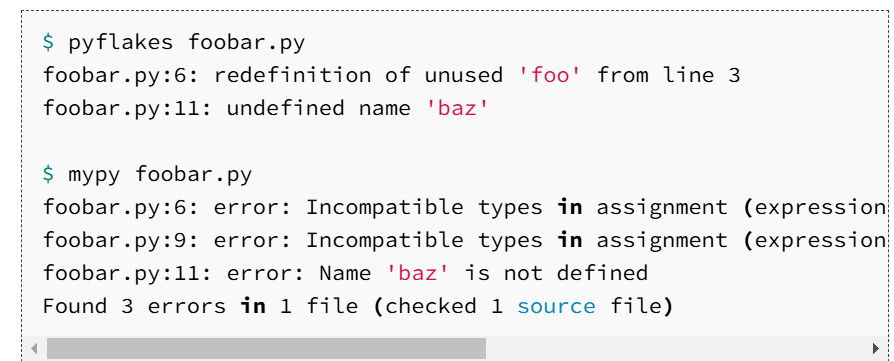 $ pyflakes foobar.py
foobar.py:6: redefinition of unused 'foo' from line 3
foobar.py:11: undefined name 'baz'
$ mypy foobar.py
foobar.py:6: error: Incompatible types in assignment (expression
foobar.py:9: error: Incompatible types in assignment (expression
foobar.py:11: error: Name 'baz' is not defined
Found 3 errors in 1 file (checked 1 source file)